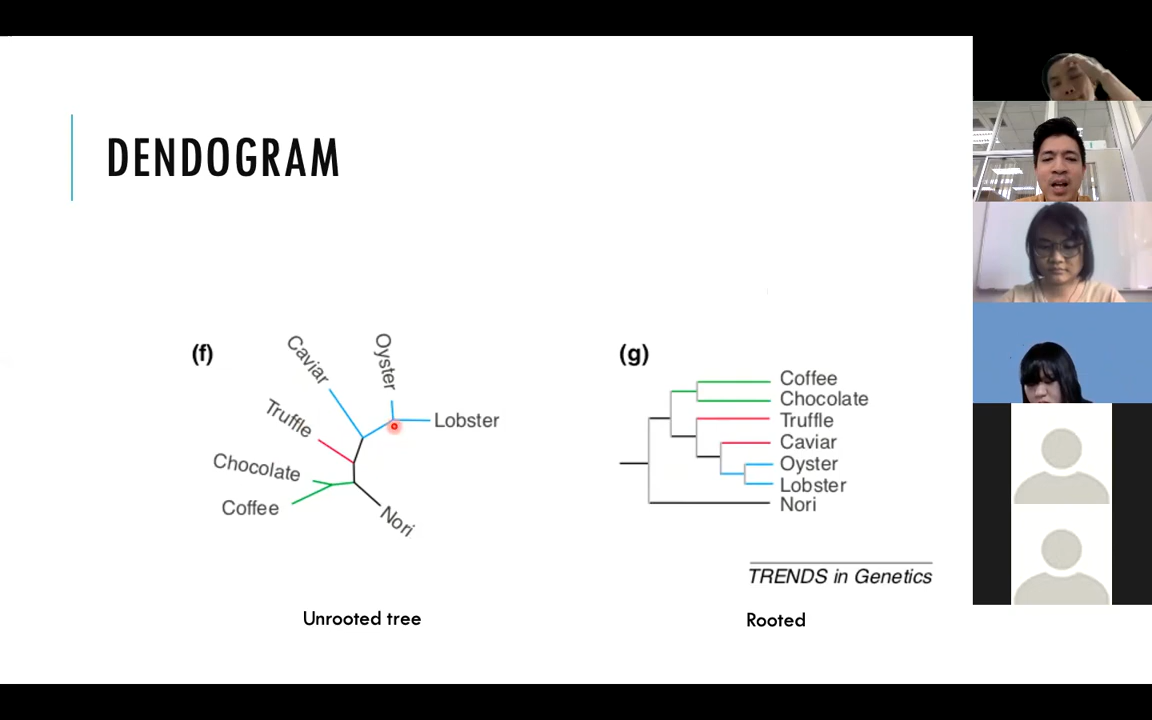 DENDOGRAM
(f)
Caviar
Oyster
Truffle
Lobster
Chocolate
Coffee
Nori
Unrooted tree
(g)
Coffee
Chocolate
Truffle
Caviar
Oyster
Lobster
Nori
TRENDS in Genetics
Rooted